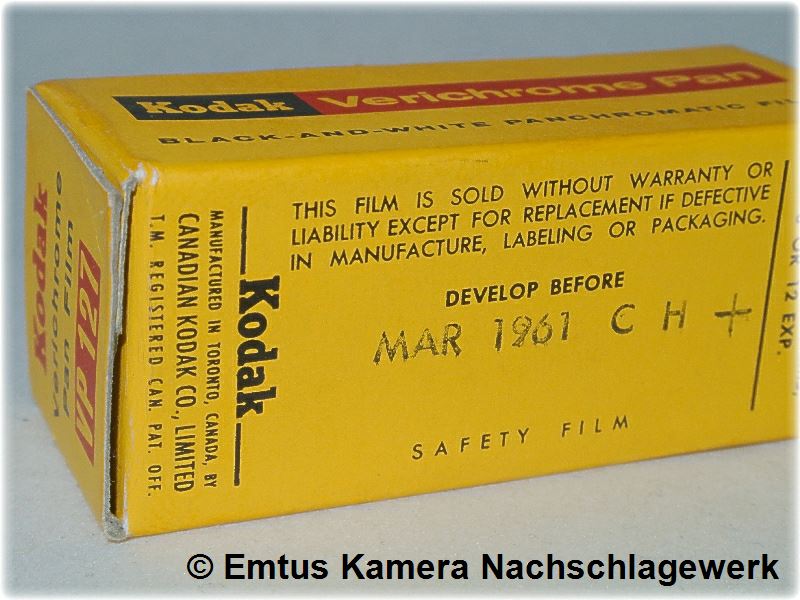 Kodak Verichrome Pan
BLACK-AND-WHITE PANCHROMATIC
THIS FILM IS SOLD WITHOUT WARRANTY OR
LIABILITY EXCEPT FOR REPLACEMENT IF DEFECTIVE
IN MANUFACTURE, LABELING OR PACKAGING.
DEVELOP BEFORE
MAR 1961 C H +
SAFETY FILM
OR 12 EXP.
Kodak
MANUFACTURED IN TORONTO, CANADA, BY
CANADIAN KODAK CO., LIMITED
T.M. REGISTERED CAN. PAT. OFF.
Kodak
Verichrome
Pan Film
VP 127
© Emtus Kamera Nachschlagewerk